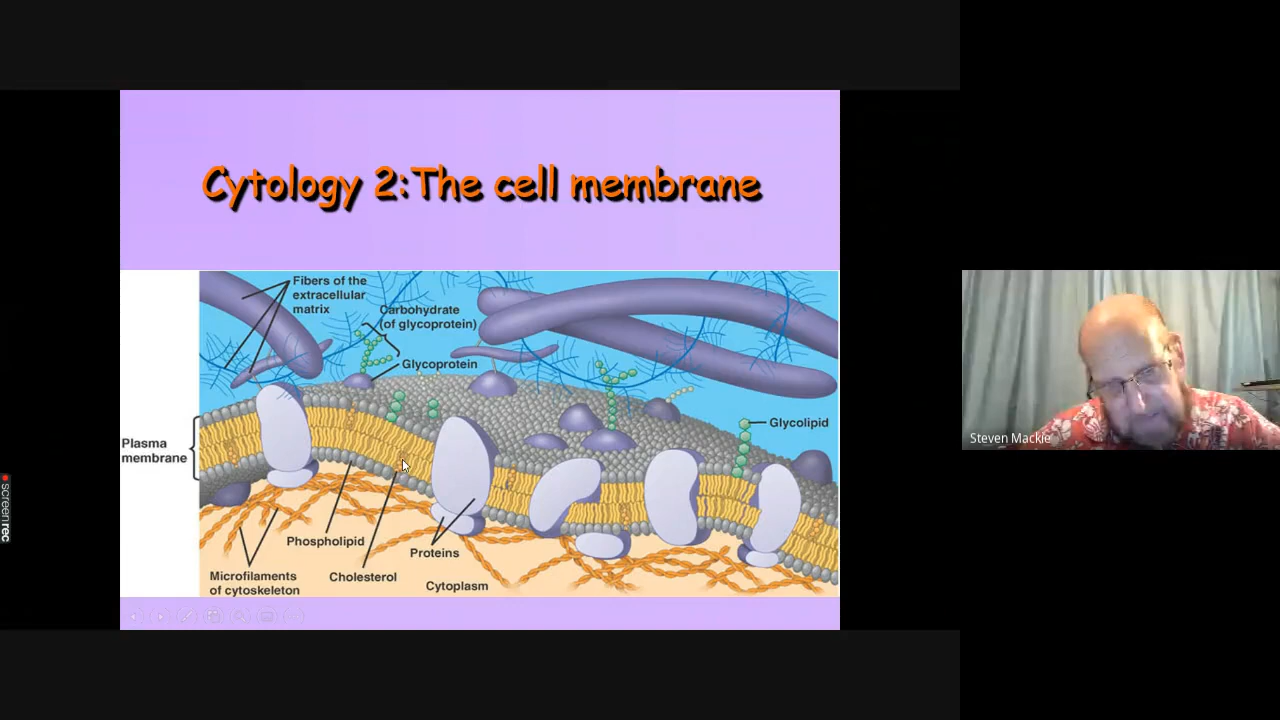 Cytology 2:The cell membrane
Fibers of the
extracellular
matrix
Carbohydrate
(of glycoprotein)
Glycoprotein
Glycolipid
Plasma
membrane
Phospholipid
Proteins
Microfilaments
of cytoskeleton
Cholesterol
Cytoplasm
Steven Mackie
screenrec